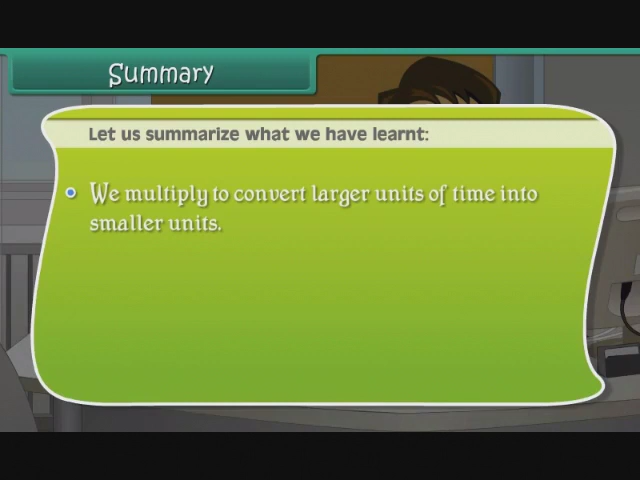 Summary
Let us summarize what we have learnt:
We multiply to convert larger units of time into
smaller units.